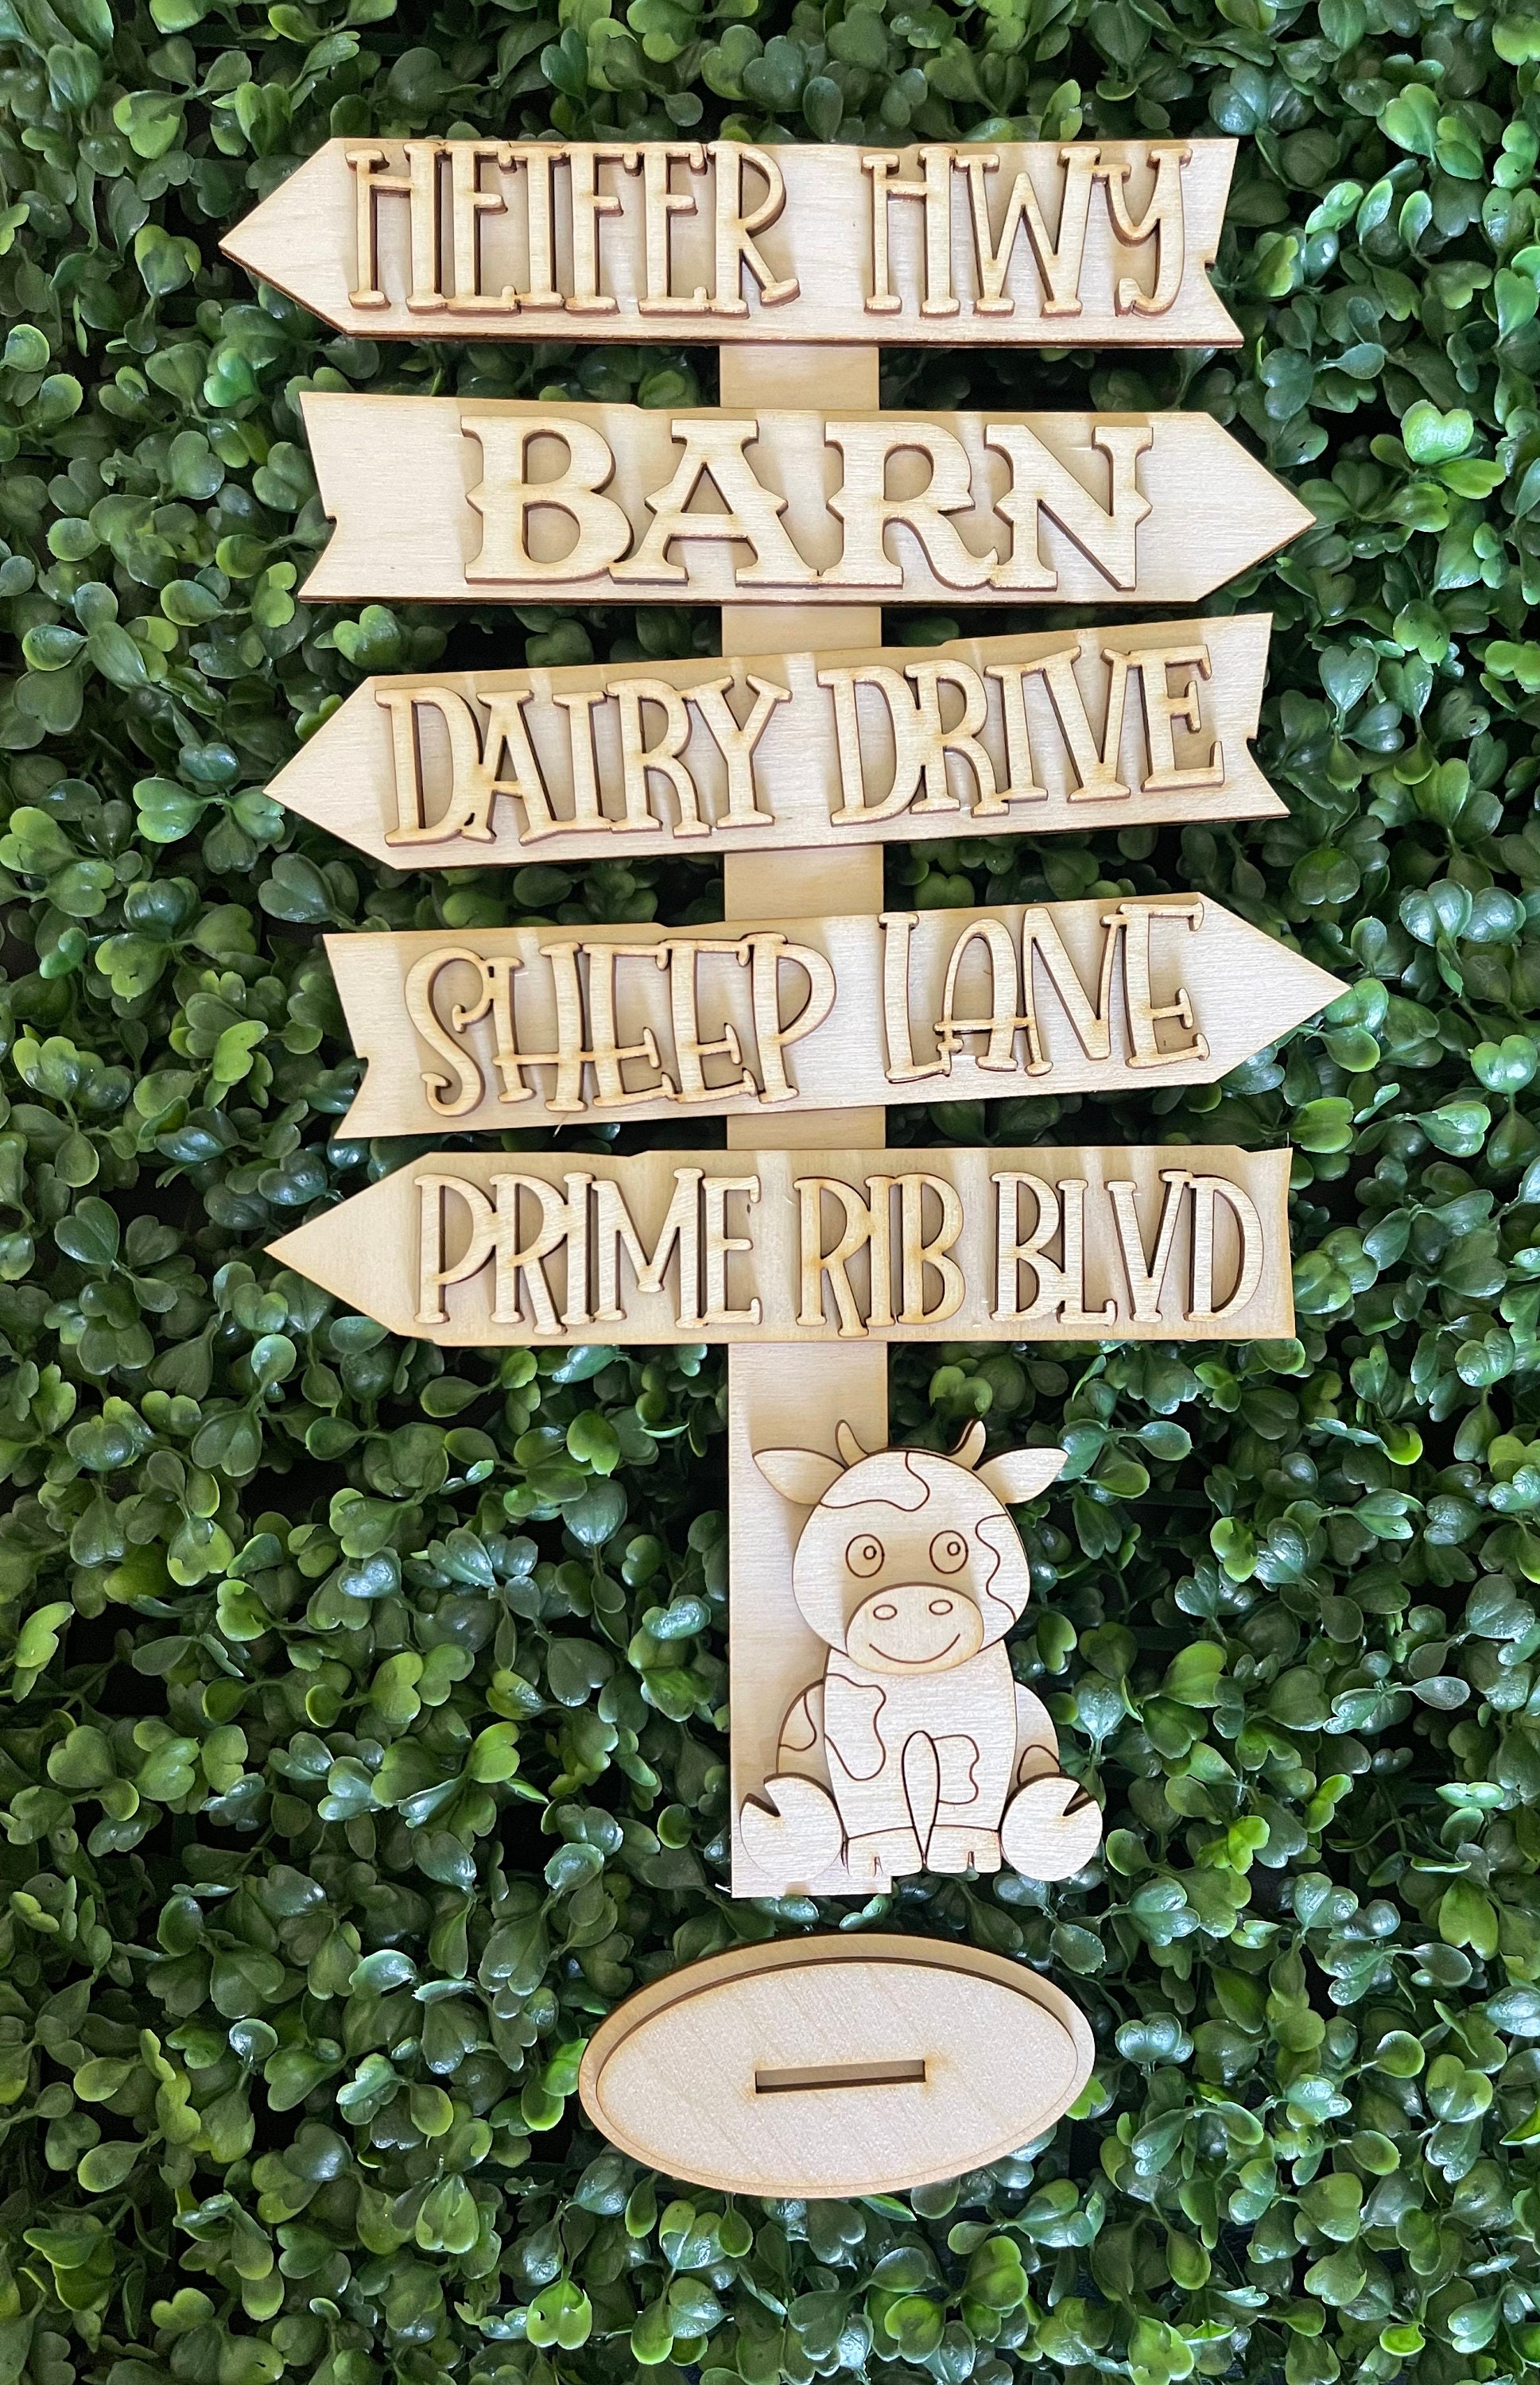 HEIFER HWY
BARN
DAIRY DRIVE
SHEEP LANE
PRIME RIB BLVD